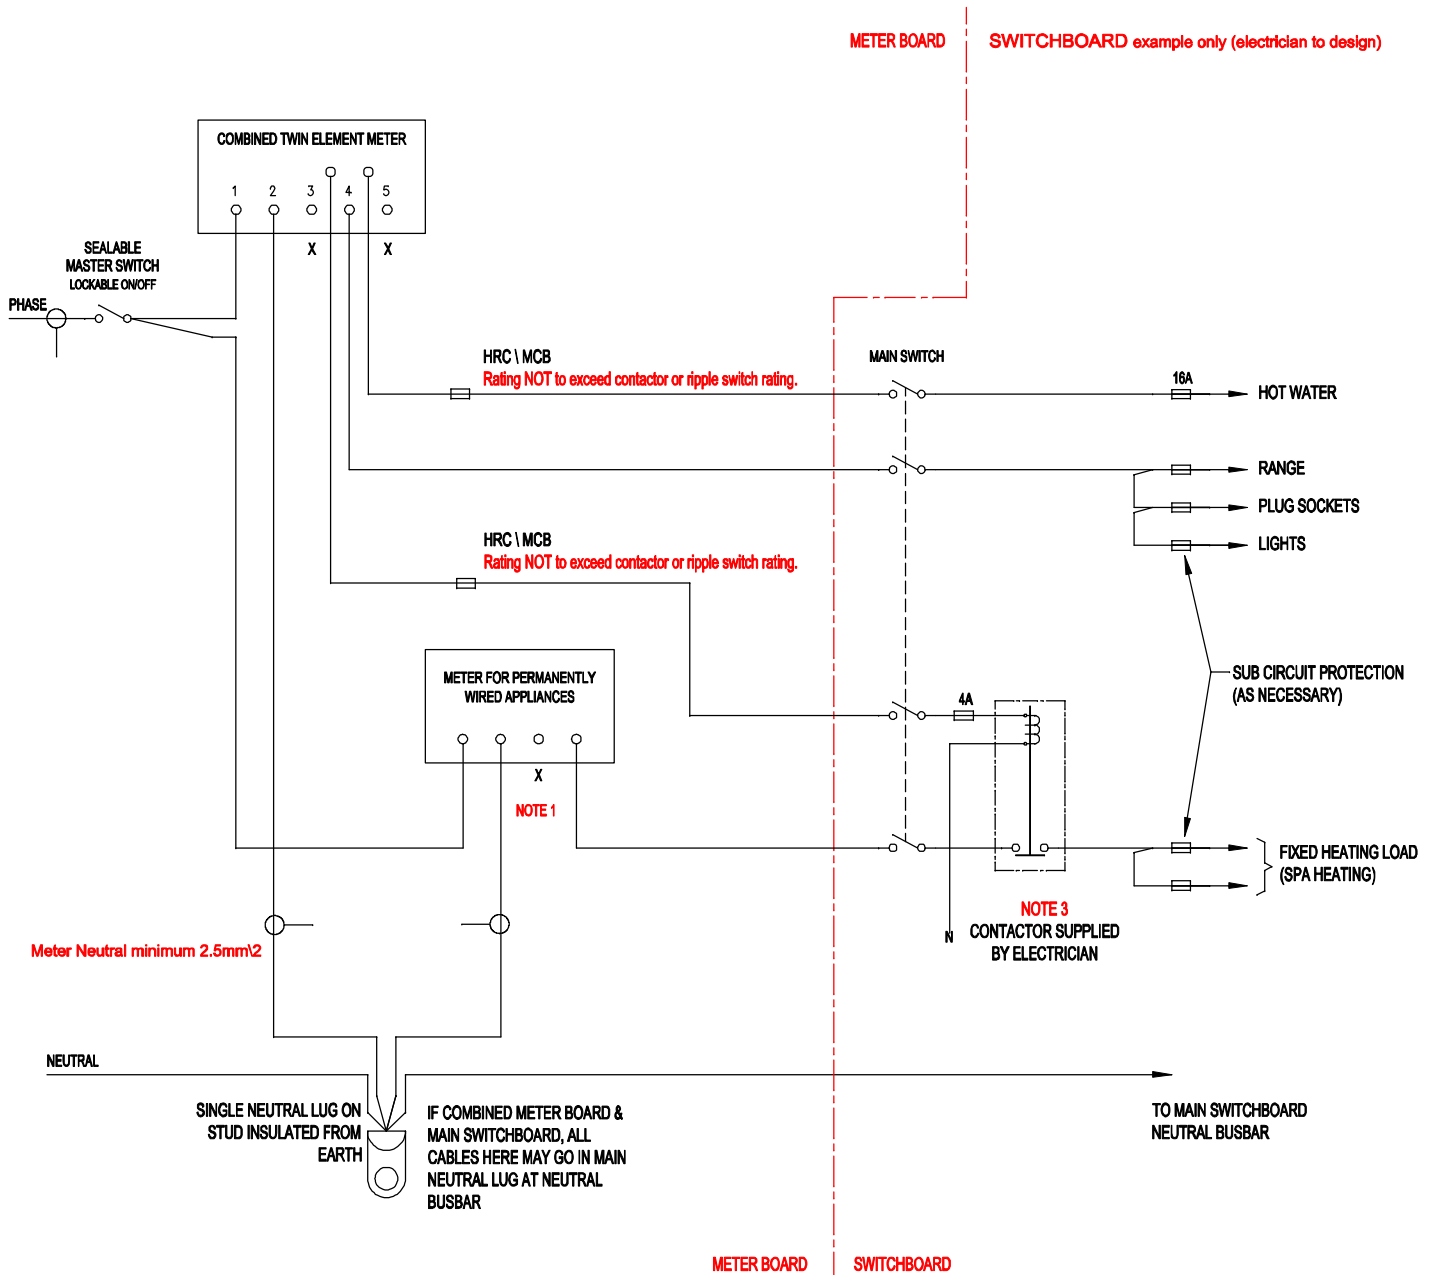 METER BOARD
SWITCHBOARD example only (electrician to design)
COMBINED TWIN ELEMENT METER
1 2 3 4 5
X X
SEALABLE
MASTER SWITCH
LOCKABLE ON/OFF
PHASE
HRC \ MCB
Rating NOT to exceed contactor or ripple switch rating.
MAIN SWITCH
16A
HOT WATER
RANGE
PLUG SOCKETS
LIGHTS
HRC \ MCB
Rating NOT to exceed contactor or ripple switch rating.
METER FOR PERMANENTLY
WIRED APPLIANCES
X
NOTE 1
4A
SUB CIRCUIT PROTECTION
(AS NECESSARY)
FIXED HEATING LOAD
(SPA HEATING)
N
NOTE 3
CONTACTOR SUPPLIED
BY ELECTRICIAN
Meter Neutral minimum 2.5mm\2
NEUTRAL
SINGLE NEUTRAL LUG ON
STUD INSULATED FROM
EARTH
IF COMBINED METER BOARD &
MAIN SWITCHBOARD, ALL
CABLES HERE MAY GO IN MAIN
NEUTRAL LUG AT NEUTRAL
BUSBAR
TO MAIN SWITCHBOARD
NEUTRAL BUSBAR
METER BOARD
SWITCHBOARD